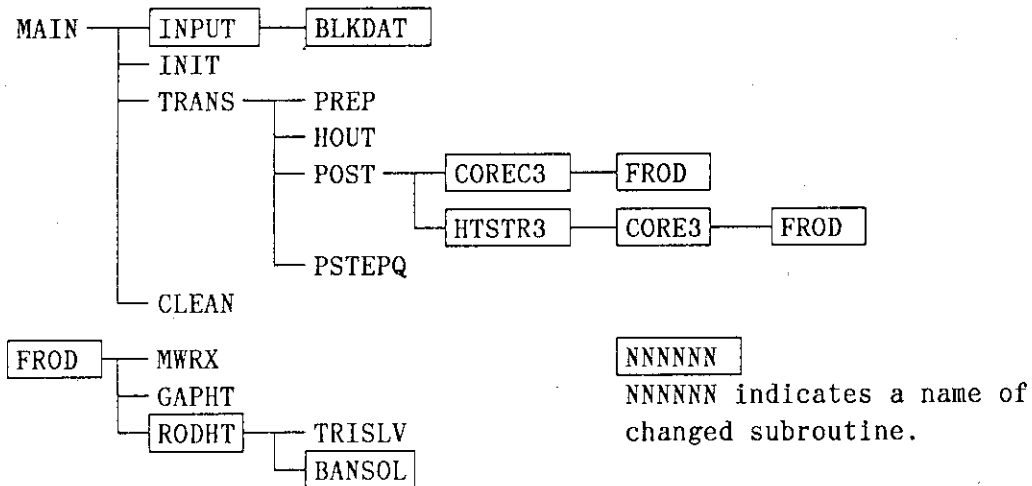 MAIN INPUT BLKDAT
INIT
TRANS PREP
HOUT
POST COREC3 FROD
HTSTR3 CORE3 FROD
PSTEPQ
CLEAN
FROD MWRX NNNNNN
GAPHT NNNNNN indicates a name of
RODHT TRISLV changed subroutine.
BANSOL